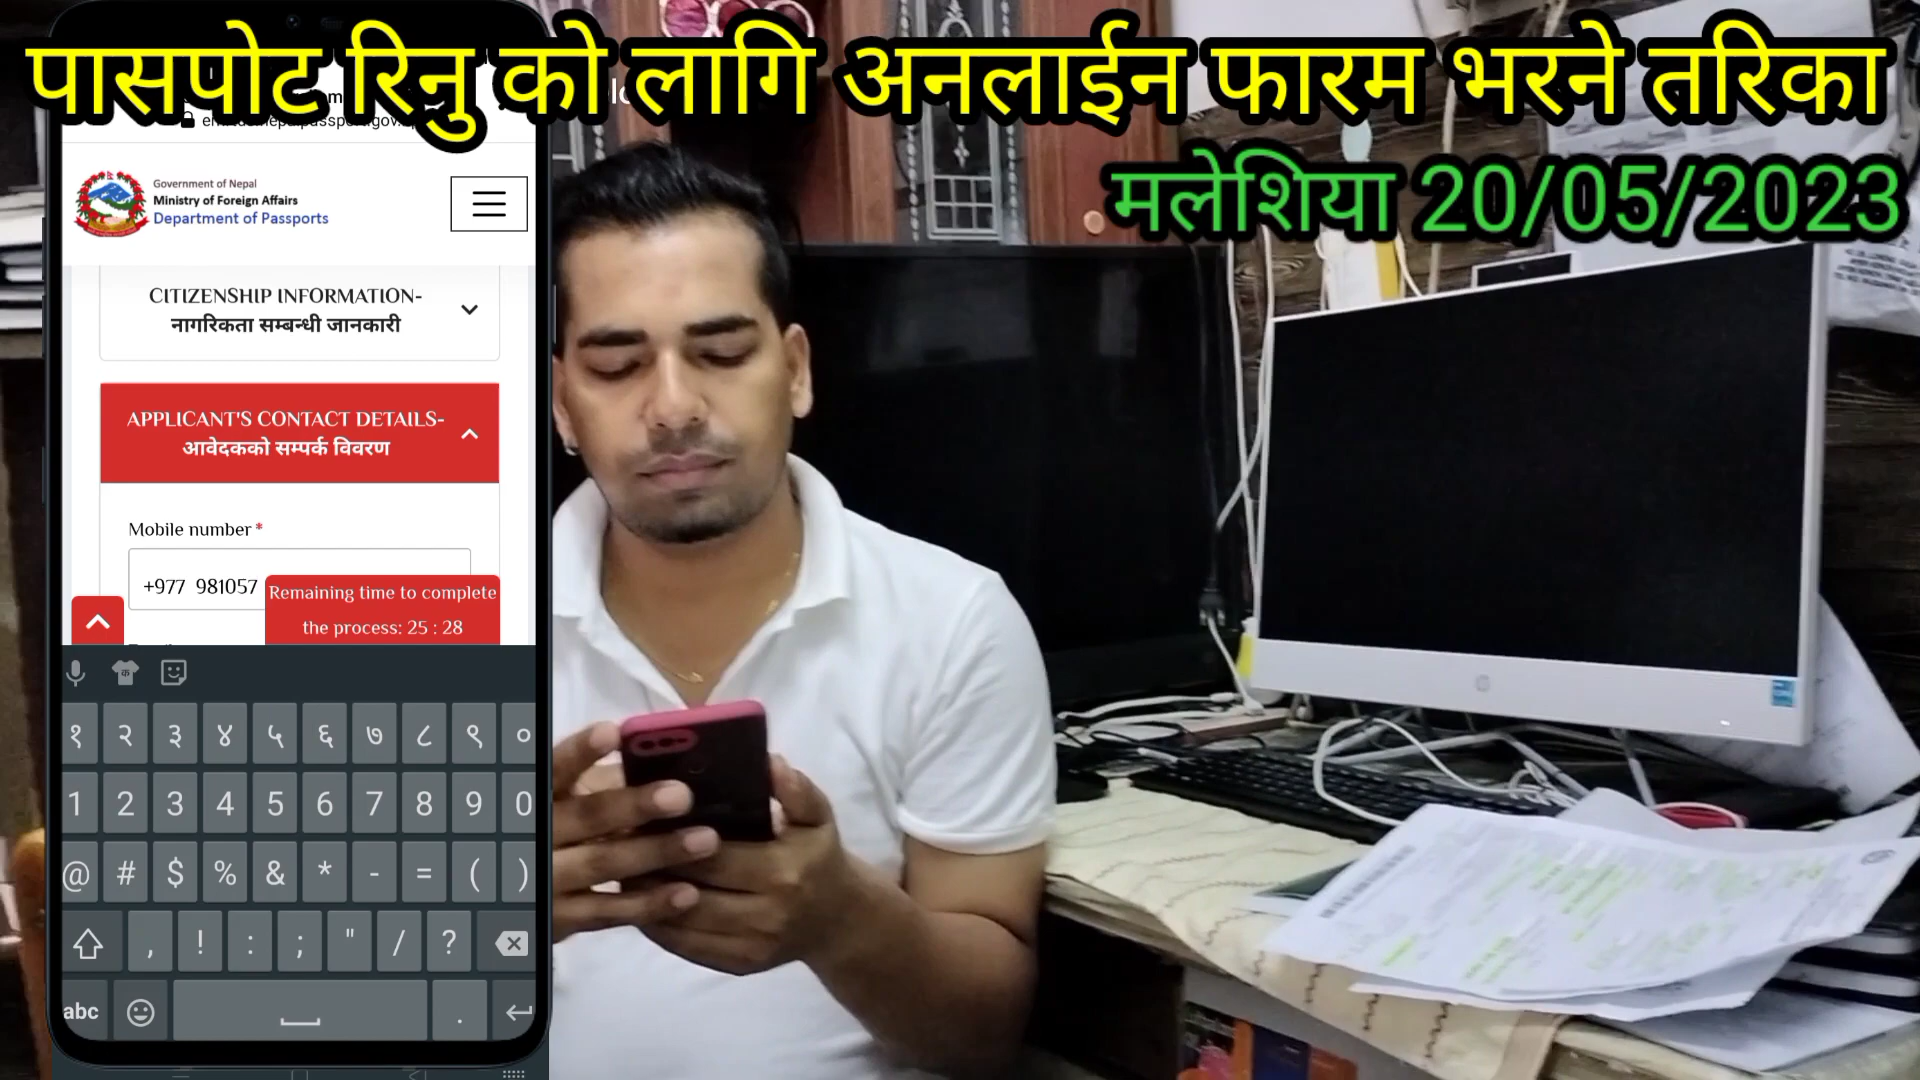 पासपोट रिनु को लागि अनलाईन फारम भरने तरिका
मलेशिया 20/05/2023
Government of Nepal
Ministry of Foreign Affairs
Department of Passports
CITIZENSHIP INFORMATION-
नागरिकता सम्बन्धी जानकारी
APPLICANT'S CONTACT DETAILS-
आवेदकको सम्पर्क विवरण
Mobile number *
+977 981057
Remaining time to complete
the process: 25 : 28
१ २ ३ ४ ५ ६ ७ ८ ९ ०
1 2 3 4 5 6 7 8 9 0
@ # $ % & * - = ( )
, ! : ; " / ?
abc .